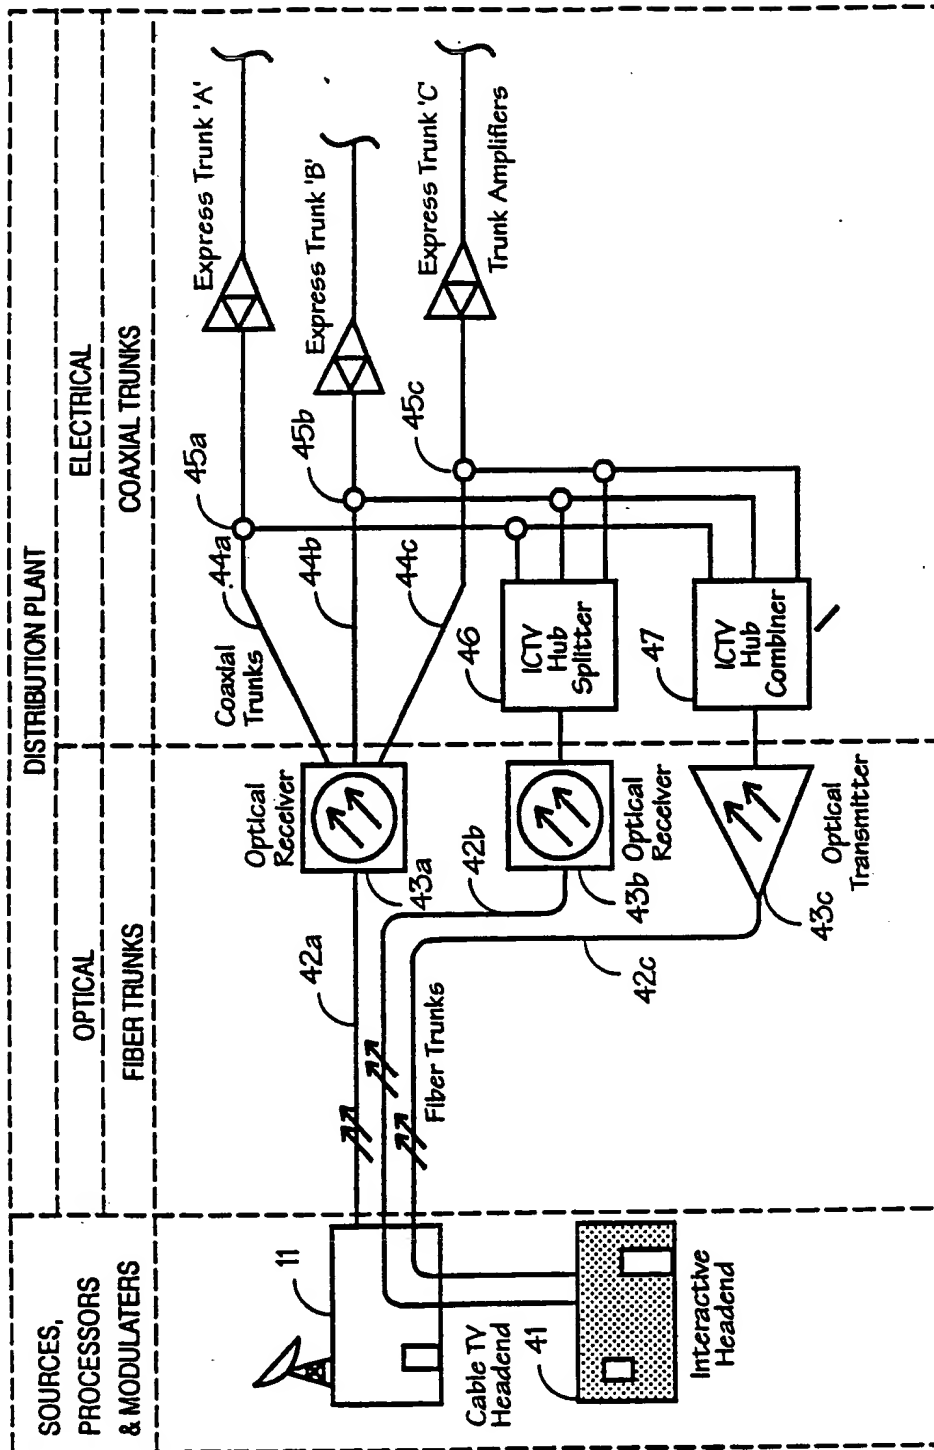 DISTRIBUTION PLANT
SOURCES,
PROCESSORS
& MODULATERS
OPTICAL
ELECTRICAL
FIBER TRUNKS
COAXIAL TRUNKS
Express Trunk 'A'
45a
44a
Coaxial
Trunks
Express Trunk 'B'
45b
44b
Optical
Receiver
43a
42a
11
Express Trunk 'C'
Trunk Amplifiers
45c
44c
42b
Fiber Trunks
Cable TV
Headend
46
ICTV
Hub
Splitter
Optical
Receiver
43b
42c
41
Interactive
Headend
47
ICTV
Hub
Combiner
Optical
Transmitter
43c